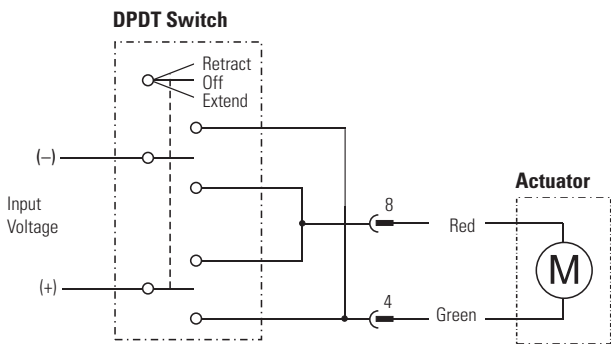 DPDT Switch
Retract
Off
Extend
(–)
Input
Voltage
(+)
8
Red
4
Green
Actuator
M